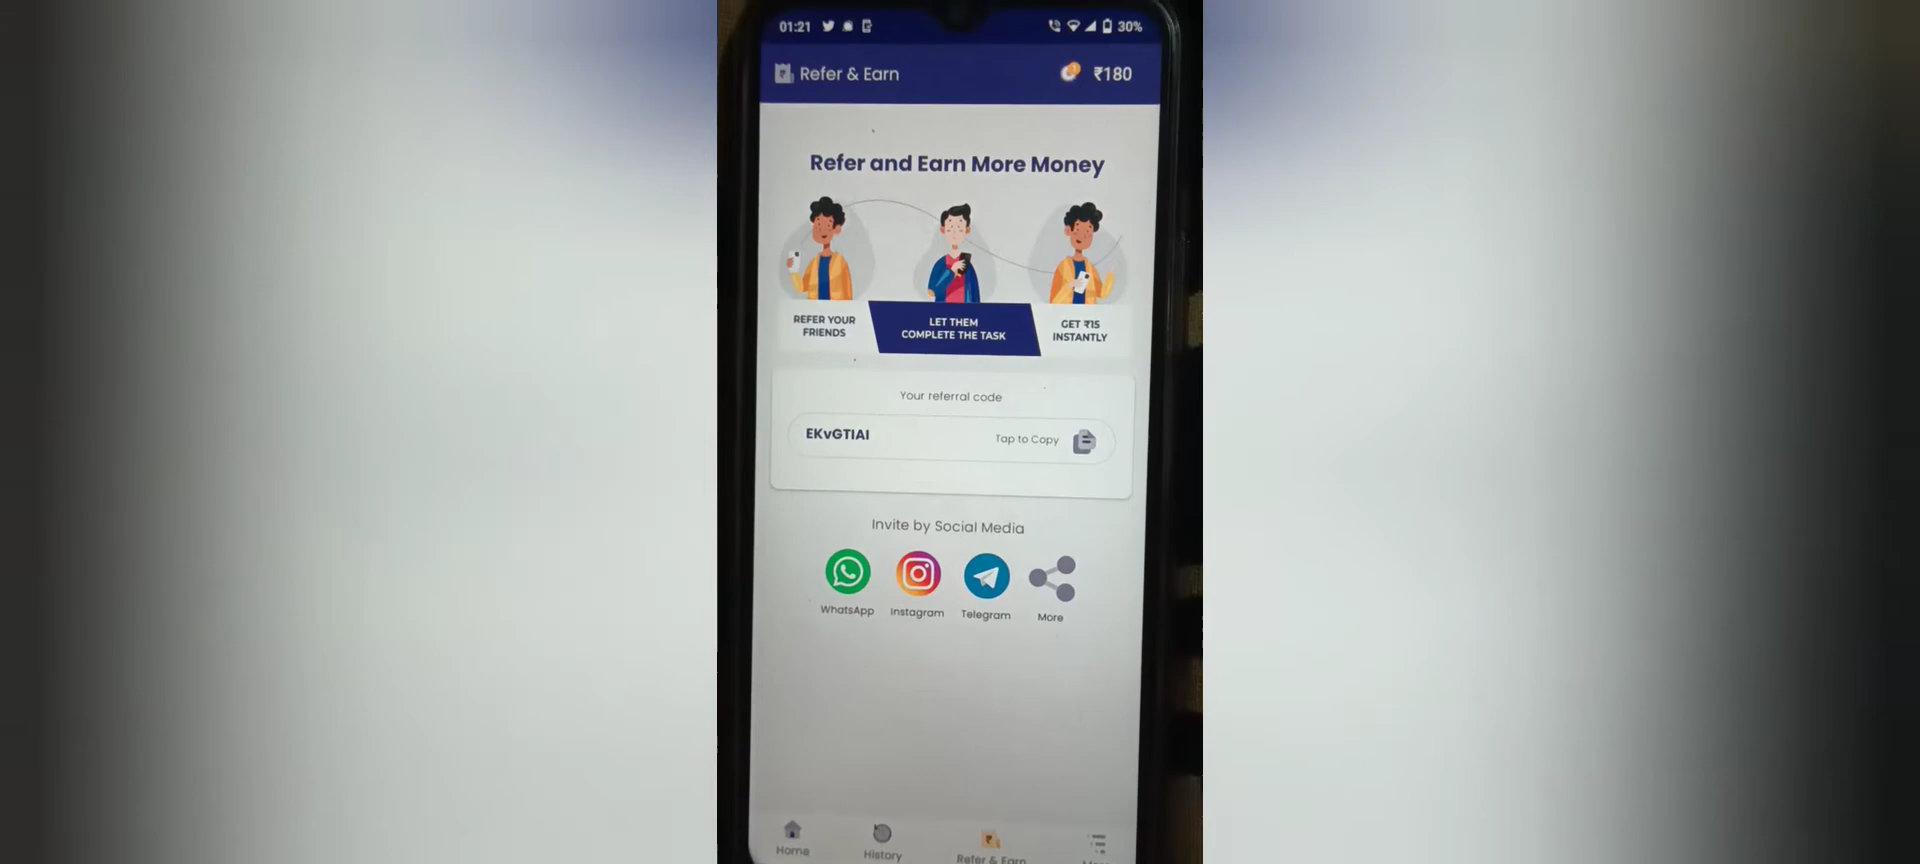 01:21
30%
Refer & Earn
₹180
Refer and Earn More Money
REFER YOUR
FRIENDS
LET THEM
COMPLETE THE TASK
GET ₹15
INSTANTLY
Your referral code
EKvGTIAI
Tap to Copy
Invite by Social Media
WhatsApp
Instagram
Telegram
More
Home
History
Refer & Earn